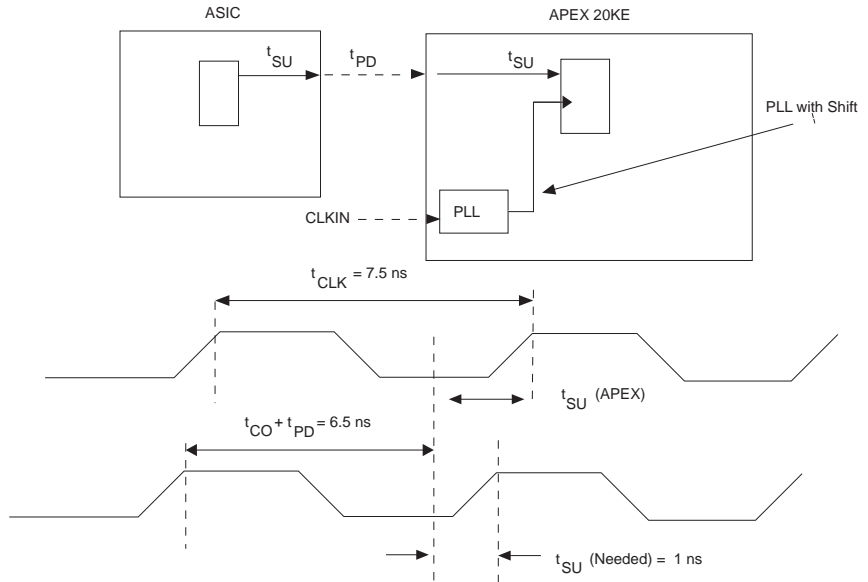 ASIC
APEX 20KE
tSU
tPD
tSU
PLL with Shift
CLKIN
PLL
tCLK = 7.5 ns
tSU (APEX)
tCO + tPD = 6.5 ns
tSU (Needed) = 1 ns